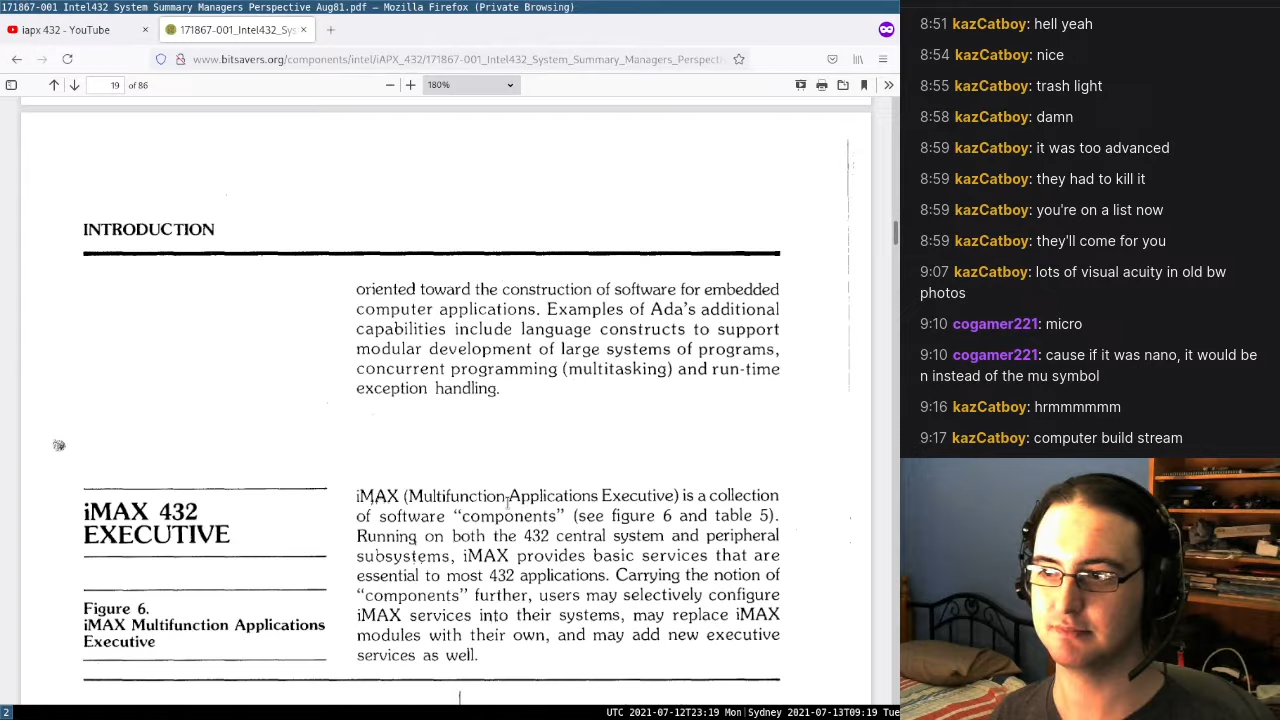 171867-001 Intel432 System Summary Managers Perspective Aug81.pdf — Mozilla Firefox (Private Browsing)
iapx 432 - YouTube
171867-001_Intel432_Sys
www.bitsavers.org/components/intel/iAPX_432/171867-001_Intel432_System_Summary_Managers_Perspecti
19 of 86
180%
INTRODUCTION
oriented toward the construction of software for embedded
computer applications. Examples of Ada's additional
capabilities include language constructs to support
modular development of large systems of programs,
concurrent programming (multitasking) and run-time
exception handling.
iMAX 432
EXECUTIVE
Figure 6.
iMAX Multifunction Applications
Executive
iMAX (Multifunction Applications Executive) is a collection
of software “components” (see figure 6 and table 5).
Running on both the 432 central system and peripheral
subsystems, iMAX provides basic services that are
essential to most 432 applications. Carrying the notion of
“components” further, users may selectively configure
iMAX services into their systems, may replace iMAX
modules with their own, and may add new executive
services as well.
2
UTC 2021-07-12T23:19 Mon|Sydney 2021-07-13T09:19 Tue
8:51 kazCatboy: hell yeah
8:54 kazCatboy: nice
8:55 kazCatboy: trash light
8:58 kazCatboy: damn
8:59 kazCatboy: it was too advanced
8:59 kazCatboy: they had to kill it
8:59 kazCatboy: you're on a list now
8:59 kazCatboy: they'll come for you
9:07 kazCatboy: lots of visual acuity in old bw
photos
9:10 cogamer221: micro
9:10 cogamer221: cause if it was nano, it would be
n instead of the mu symbol
9:16 kazCatboy: hrmmmmmm
9:17 kazCatboy: computer build stream